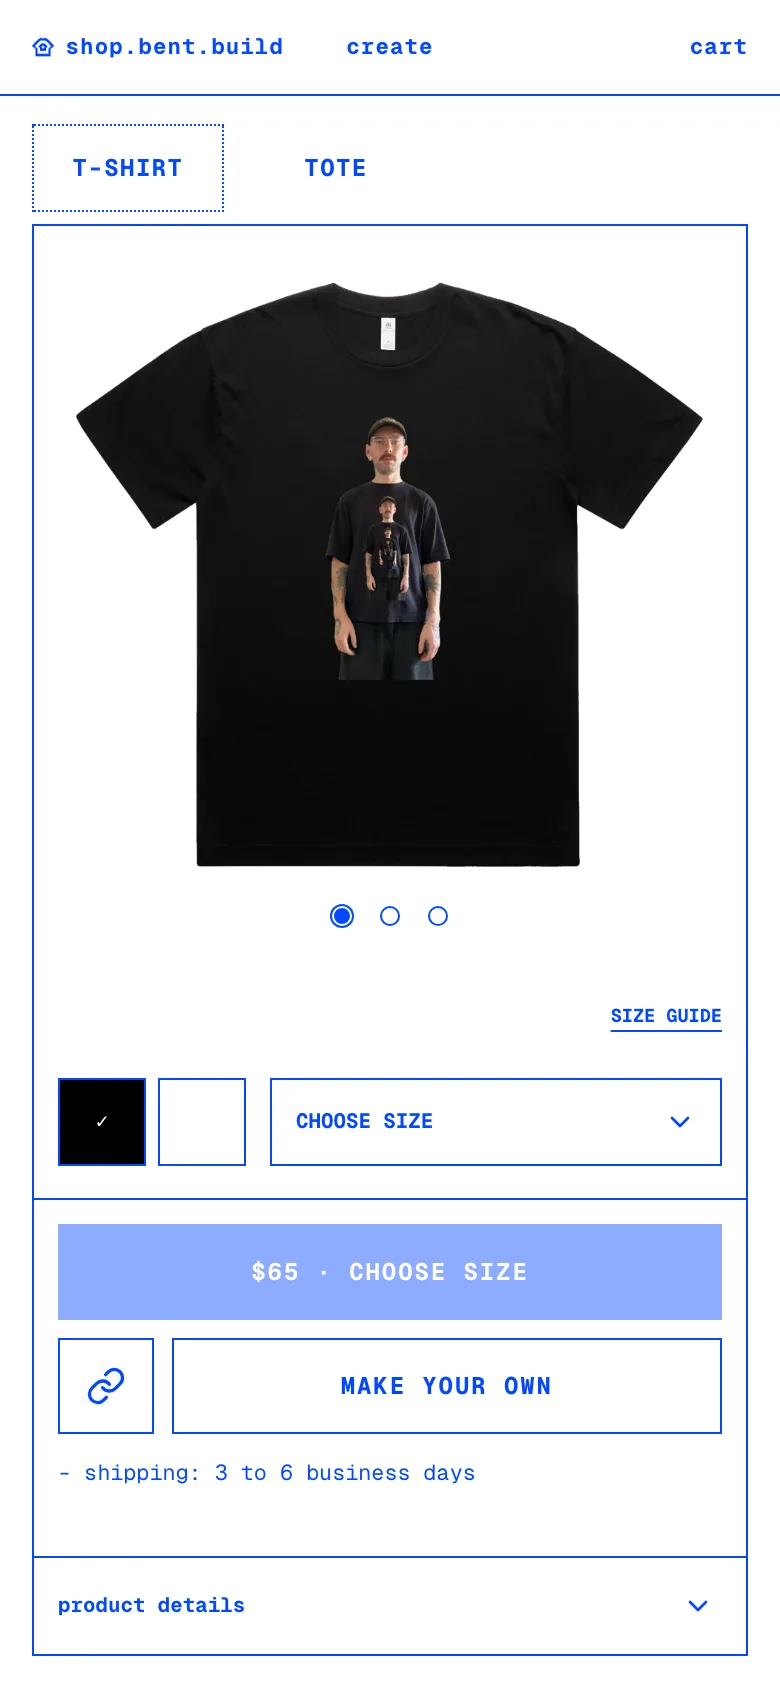 shop.bent.build create cart
T-SHIRT TOTE
SIZE GUIDE
✓ CHOOSE SIZE
$65 · CHOOSE SIZE
MAKE YOUR OWN
- shipping: 3 to 6 business days
product details